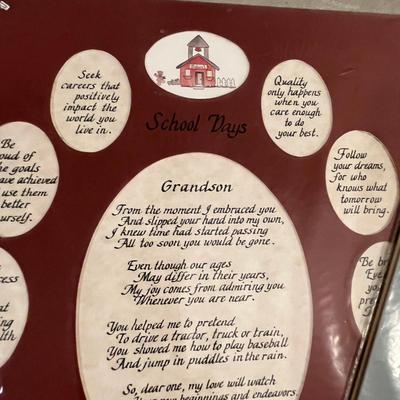 School Days
Seek
careers that
positively
impact the
world you
live in.
Quality
only happens
when you
care enough
to do
your best.
Be
the goals
achieved
use them
better
Follow
your dreams,
for who
knows what
tomorrow
will bring.
Grandson
From the moment I embraced you
And slipped your hand into my own,
I knew time had started passing
All too soon you would be gone.
Even though our ages
May differ in their years,
My joy comes from admiring you
Whenever you are near.
You helped me to pretend
To drive a tractor, truck or train,
You showed me how to play baseball
And jump in puddles in the rain.
So, dear one, my love will watch
new beginnings and endeavors
Be